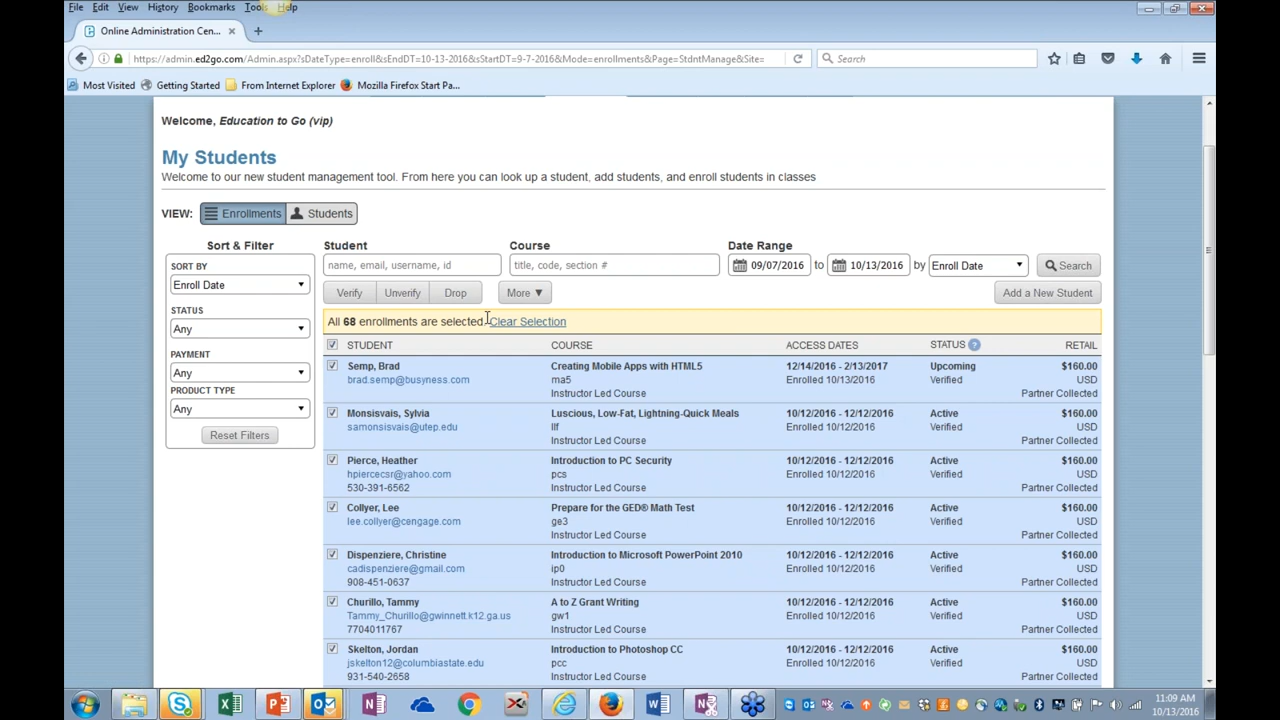 File Edit View History Bookmarks Tools Help
Online Administration Cen... × +
https://admin.ed2go.com/Admin.aspx?sDateType=enroll&sEndDT=10-13-2016&sStartDT=9-7-2016&Mode=enrollments&Page=StdntManage&Site= Search
Most Visited Getting Started From Internet Explorer Mozilla Firefox Start Pa...
Welcome, Education to Go (vip)
My Students
Welcome to our new student management tool. From here you can look up a student, add students, and enroll students in classes
VIEW: Enrollments Students
Sort & Filter Student Course Date Range
SORT BY name, email, username, id title, code, section # 09/07/2016 to 10/13/2016 by Enroll Date Search
Enroll Date Verify Unverify Drop More ▼ Add a New Student
STATUS
Any
All 68 enrollments are selected. Clear Selection
PAYMENT
Any
PRODUCT TYPE
Any
Reset Filters
STUDENT COURSE ACCESS DATES STATUS ? RETAIL
Semp, Brad Creating Mobile Apps with HTML5 12/14/2016 - 2/13/2017 Upcoming $160.00
brad.semp@busyness.com ma5 Enrolled 10/13/2016 Verified USD
Instructor Led Course Partner Collected
Monsisvais, Sylvia Luscious, Low-Fat, Lightning-Quick Meals 10/12/2016 - 12/12/2016 Active $160.00
samonsisvais@utep.edu llf Enrolled 10/12/2016 Verified USD
Instructor Led Course Partner Collected
Pierce, Heather Introduction to PC Security 10/12/2016 - 12/12/2016 Active $160.00
hpiercecsr@yahoo.com pcs Enrolled 10/12/2016 Verified USD
530-391-6562 Instructor Led Course Partner Collected
Collyer, Lee Prepare for the GED® Math Test 10/12/2016 - 12/12/2016 Active $160.00
lee.collyer@cengage.com ge3 Enrolled 10/12/2016 Verified USD
Instructor Led Course Partner Collected
Dispenziere, Christine Introduction to Microsoft PowerPoint 2010 10/12/2016 - 12/12/2016 Active $160.00
cadispenziere@gmail.com ip0 Enrolled 10/12/2016 Verified USD
908-451-0637 Instructor Led Course Partner Collected
Churillo, Tammy A to Z Grant Writing 10/12/2016 - 12/12/2016 Active $160.00
Tammy_Churillo@gwinnett.k12.ga.us gw1 Enrolled 10/12/2016 Verified USD
7704011767 Instructor Led Course Partner Collected
Skelton, Jordan Introduction to Photoshop CC 10/12/2016 - 12/12/2016 Active $160.00
jskelton12@columbiastate.edu pcc Enrolled 10/12/2016 Verified USD
931-540-2658 Instructor Led Course Partner Collected
11:09 AM
10/13/2016